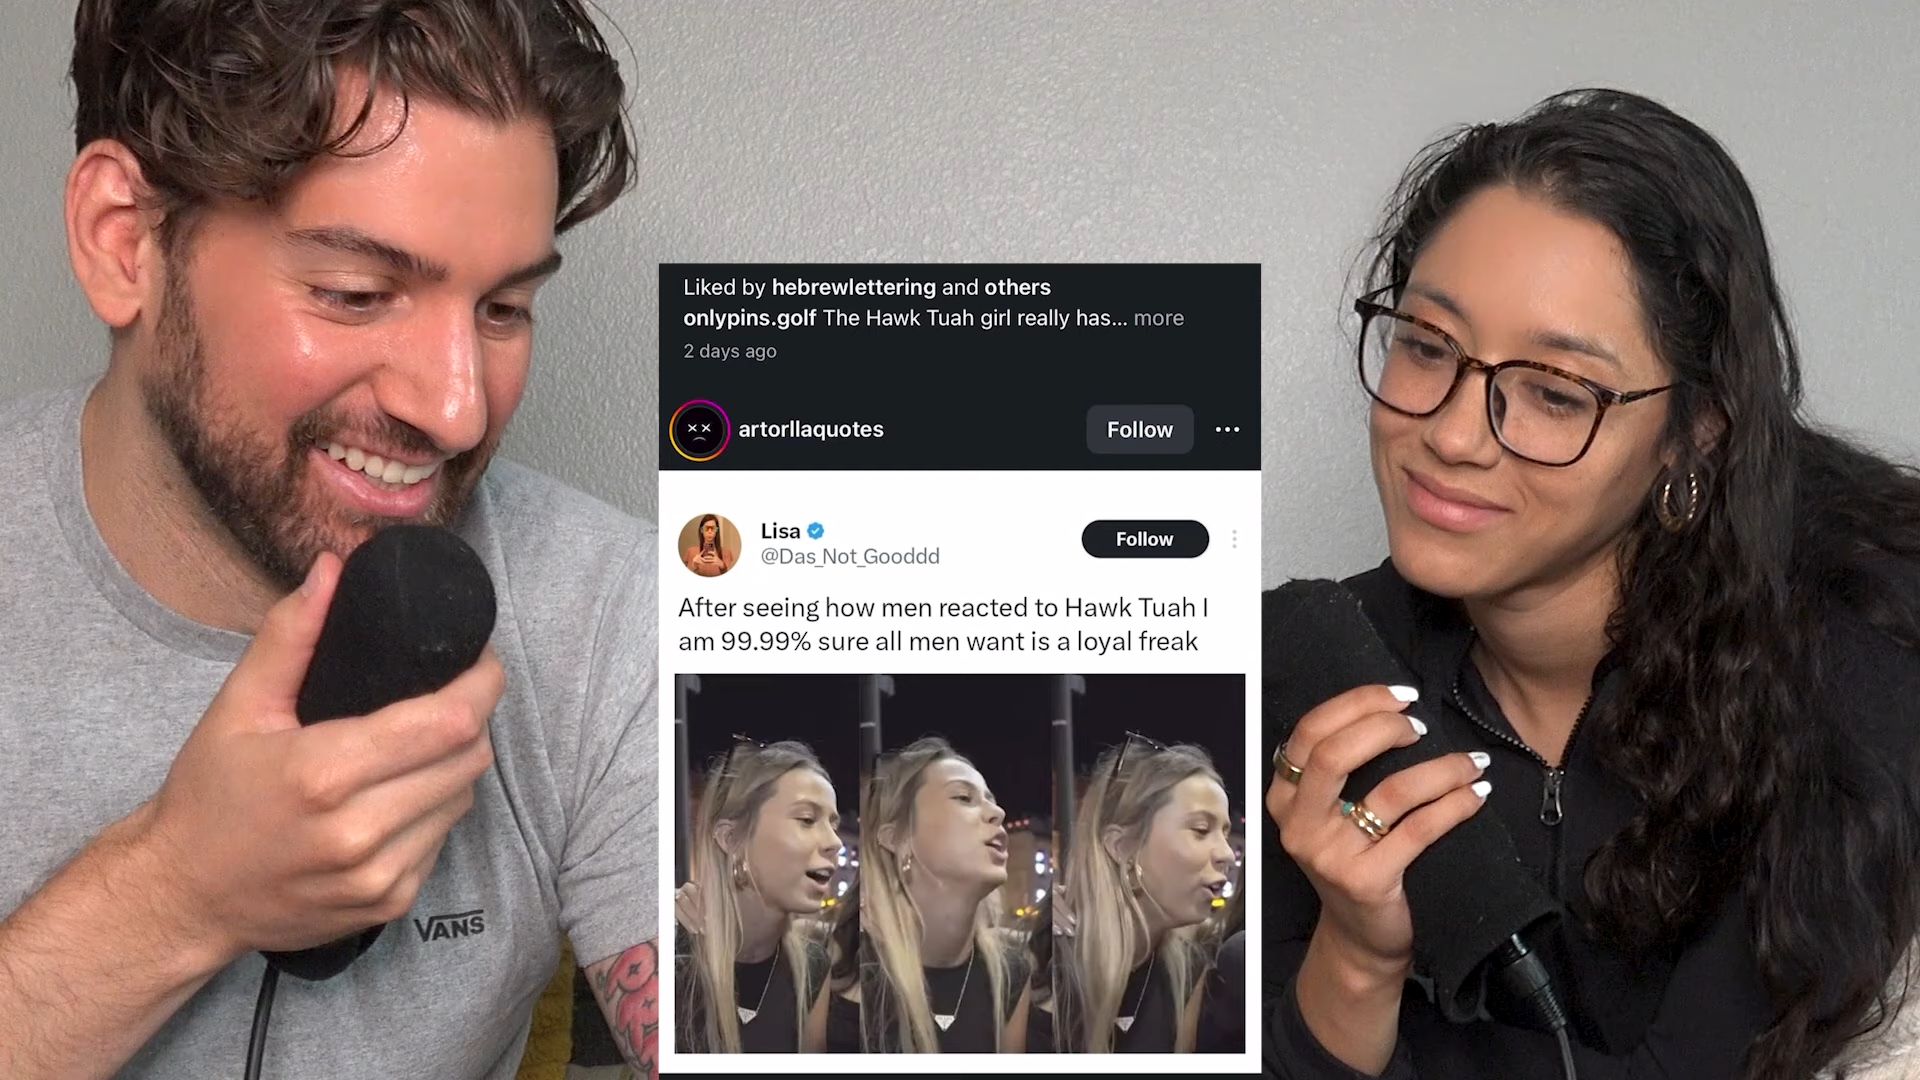 Liked by hebrewlettering and others
onlypins.golf The Hawk Tuah girl really has... more
2 days ago
artorllaquotes
Follow
Lisa
Follow
@Das_Not_Gooddd
After seeing how men reacted to Hawk Tuah I
am 99.99% sure all men want is a loyal freak
VANS